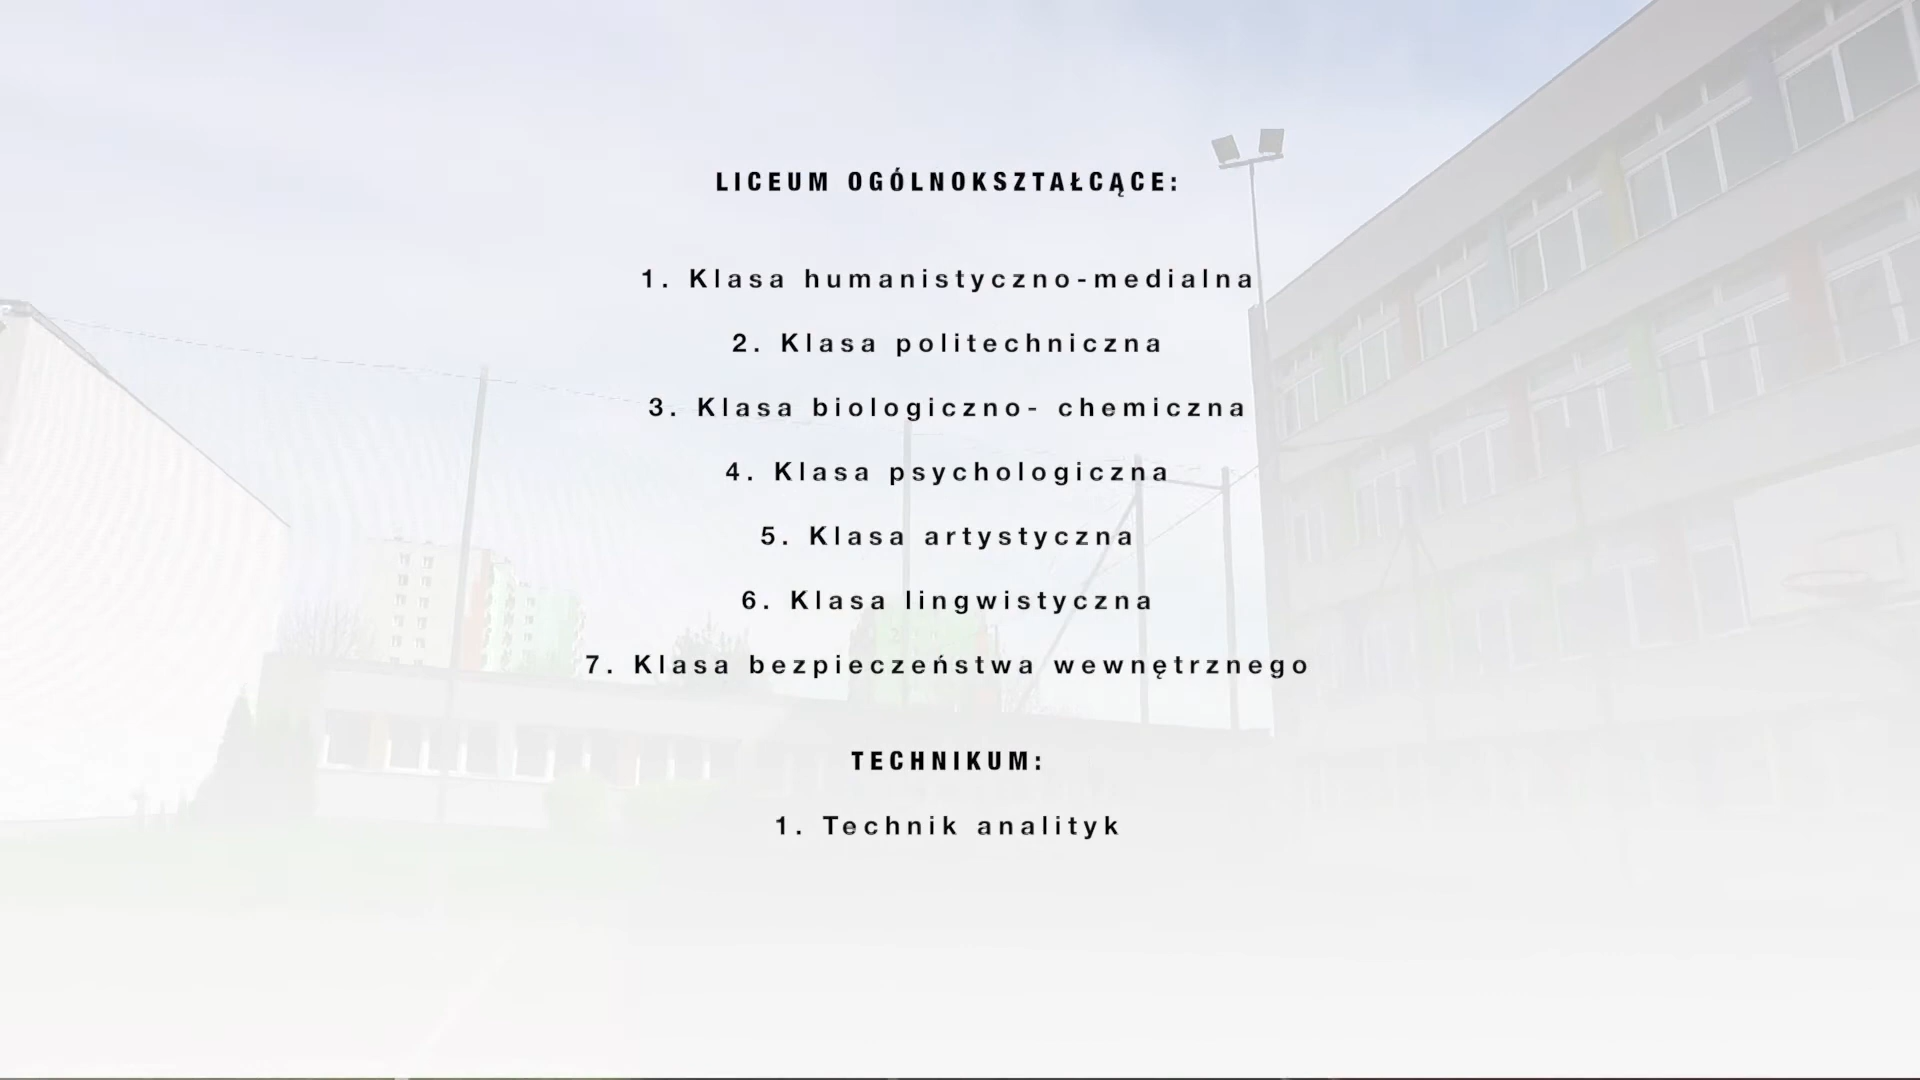 LICEUM OGÓLNOKSZTAŁCĄCE:
1. Klasa humanistyczno-medialna
2. Klasa politechniczna
3. Klasa biologiczno- chemiczna
4. Klasa psychologiczna
5. Klasa artystyczna
6. Klasa lingwistyczna
7. Klasa bezpieczeństwa wewnętrznego
TECHNIKUM:
1. Technik analityk